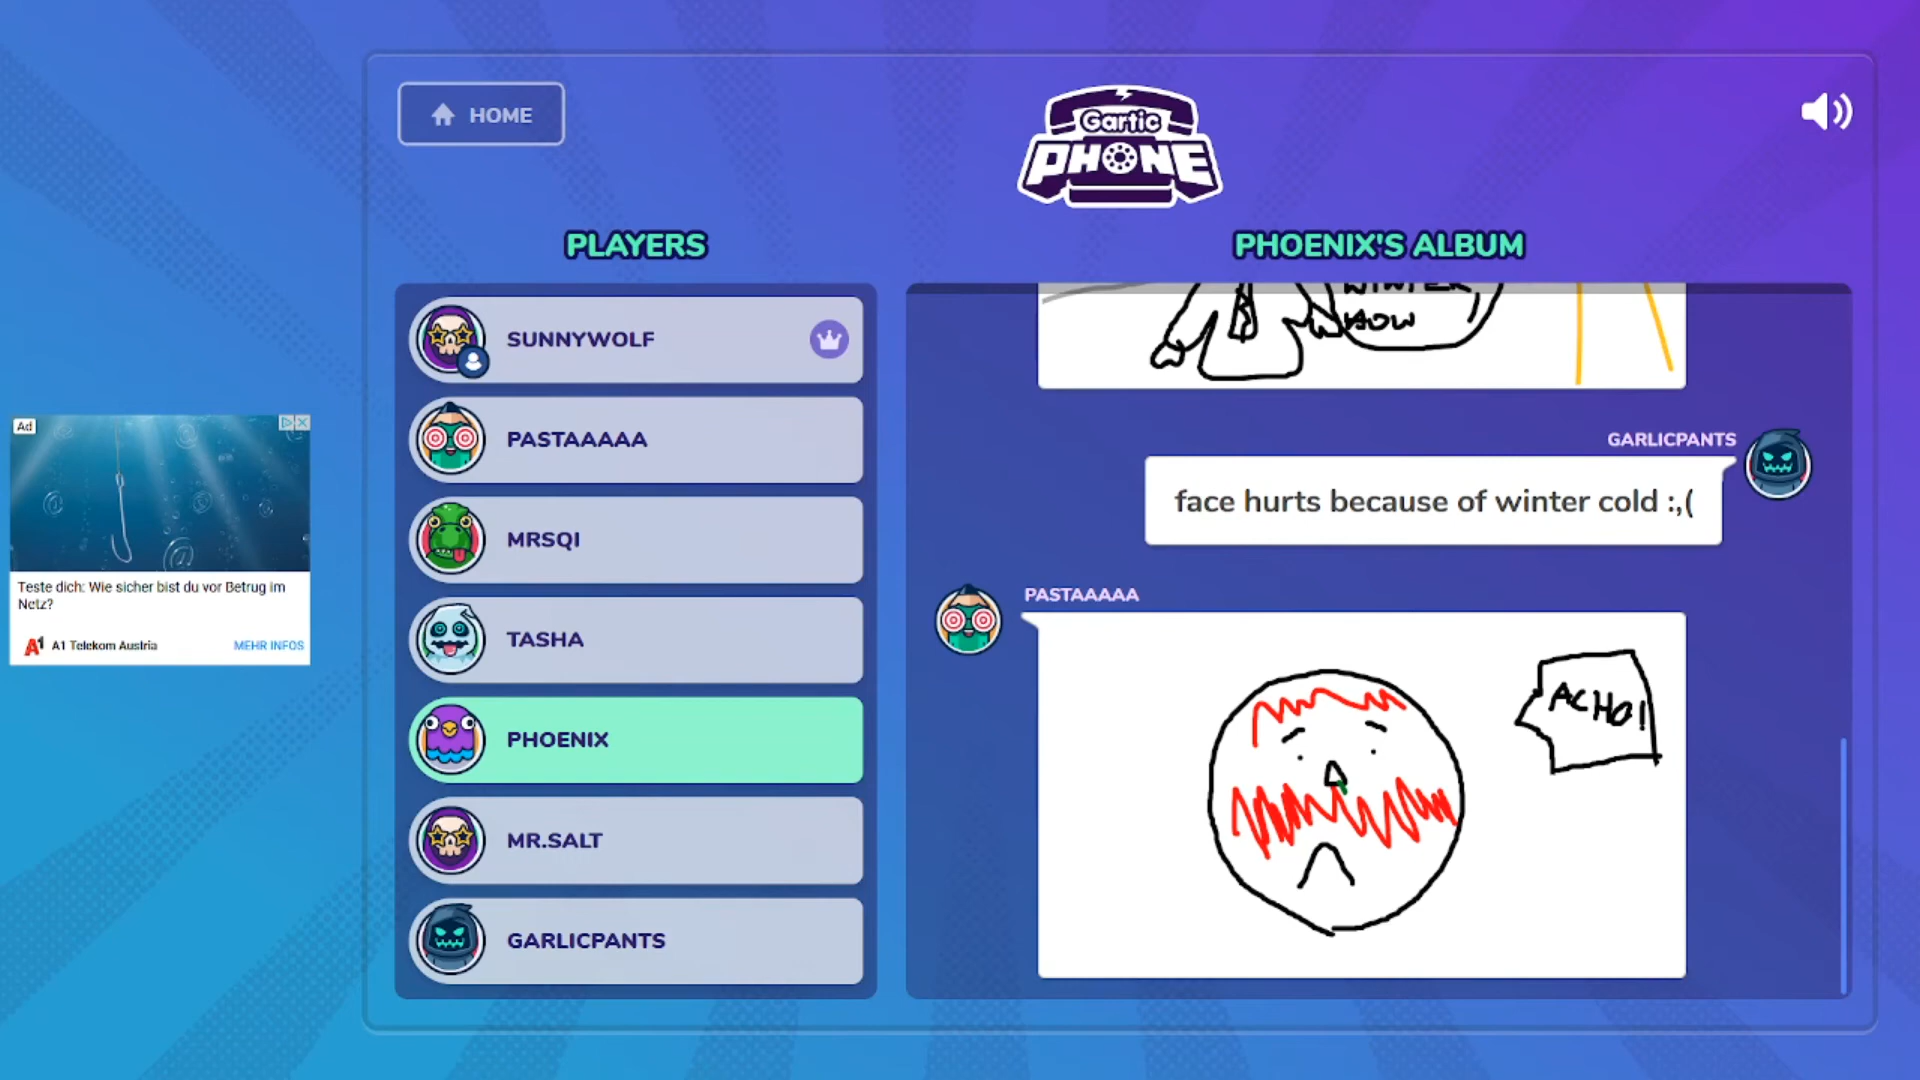 HOME
Gartic
PHONE
PLAYERS
PHOENIX'S ALBUM
SUNNYWOLF
PASTAAAAA
MRSQI
TASHA
PHOENIX
MR.SALT
GARLICPANTS
WINTER
GARLICPANTS
face hurts because of winter cold :,(
PASTAAAAA
ACHO!
Ad
Teste dich: Wie sicher bist du vor Betrug im
Netz?
A1 A1 Telekom Austria
MEHR INFOS